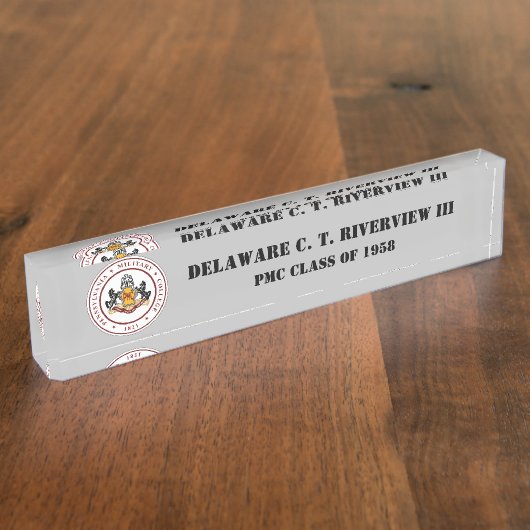 DELAWARE C. T. RIVERVIEW III
PMC CLASS OF 1958
PENNSYLVANIA MILITARY COLLEGE
1821